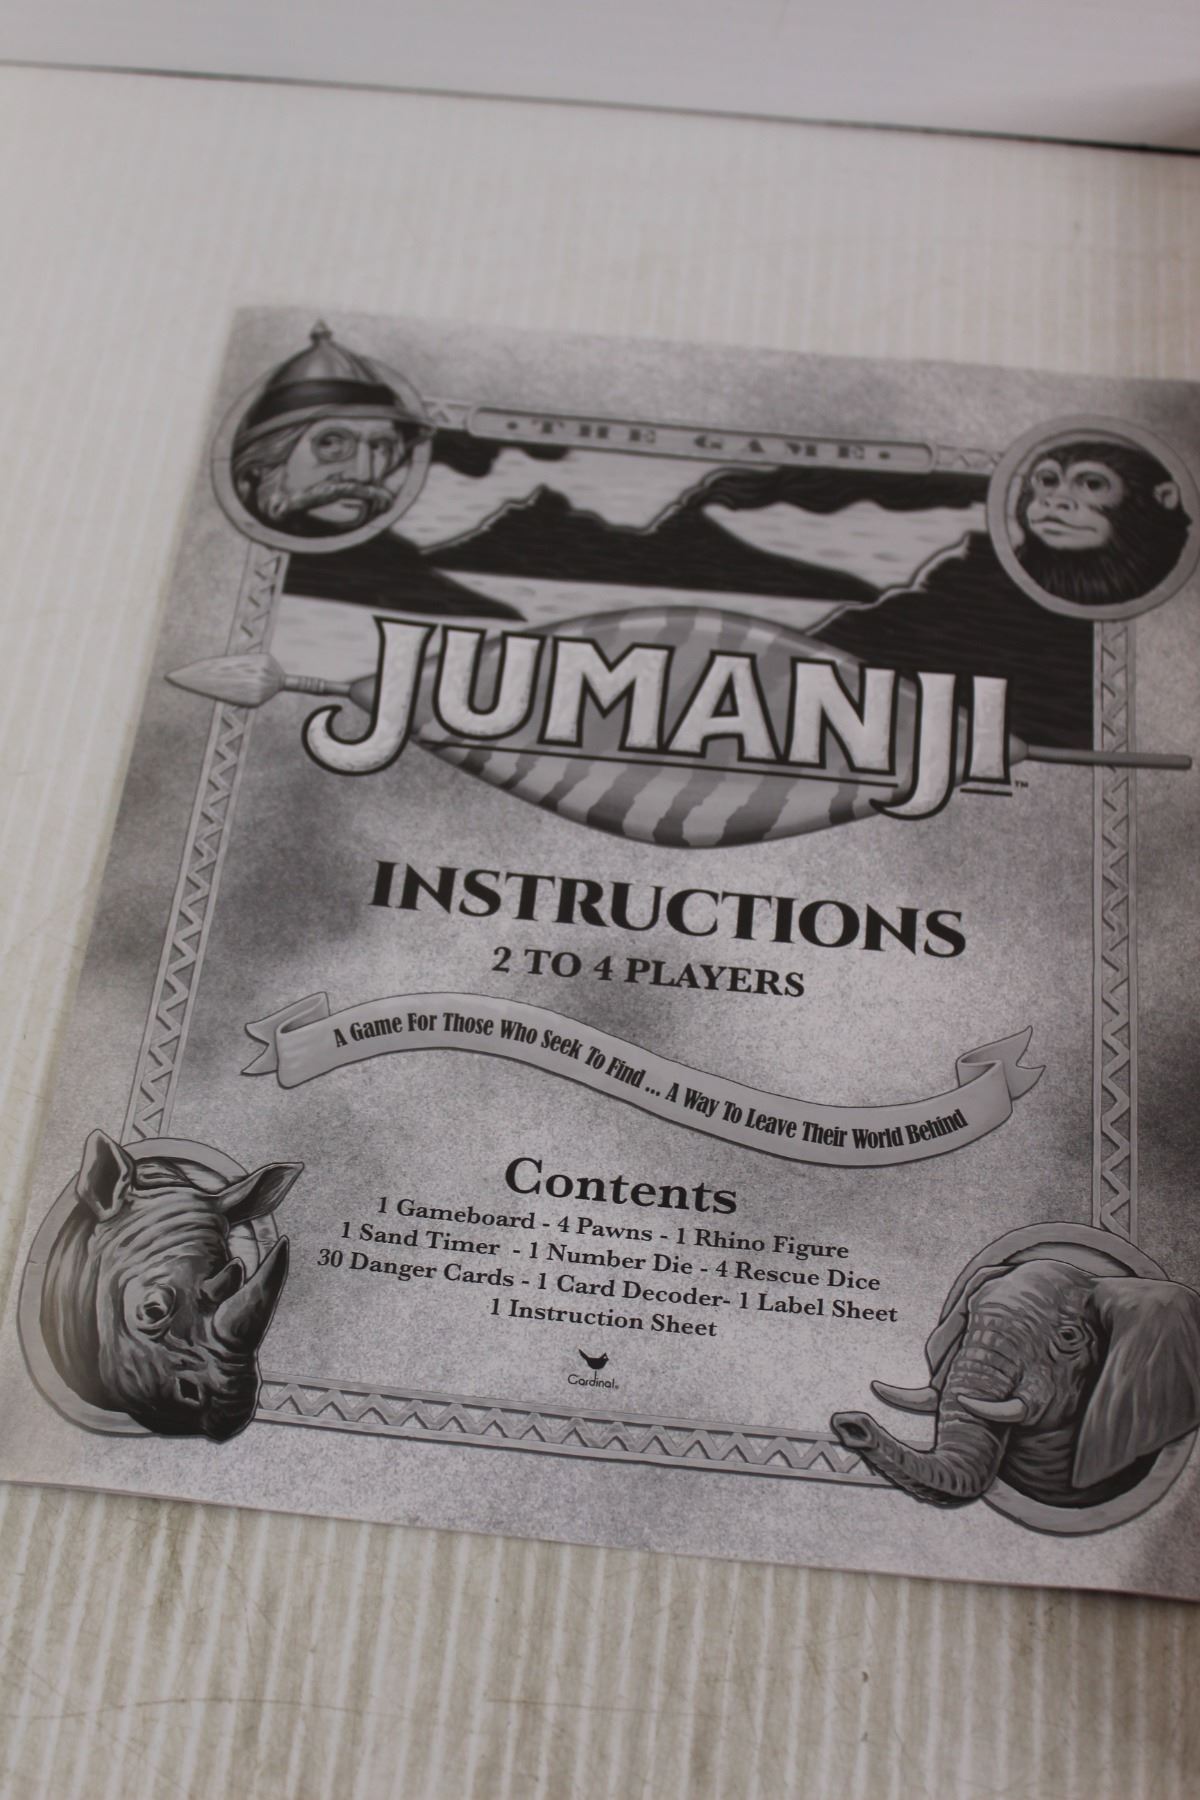 • THE GAME •
JUMANJI™
INSTRUCTIONS
2 TO 4 PLAYERS
A Game For Those Who Seek To Find ... A Way To Leave Their World Behind
Contents
1 Gameboard - 4 Pawns - 1 Rhino Figure
1 Sand Timer - 1 Number Die - 4 Rescue Dice
30 Danger Cards - 1 Card Decoder- 1 Label Sheet
1 Instruction Sheet
Cardinal®